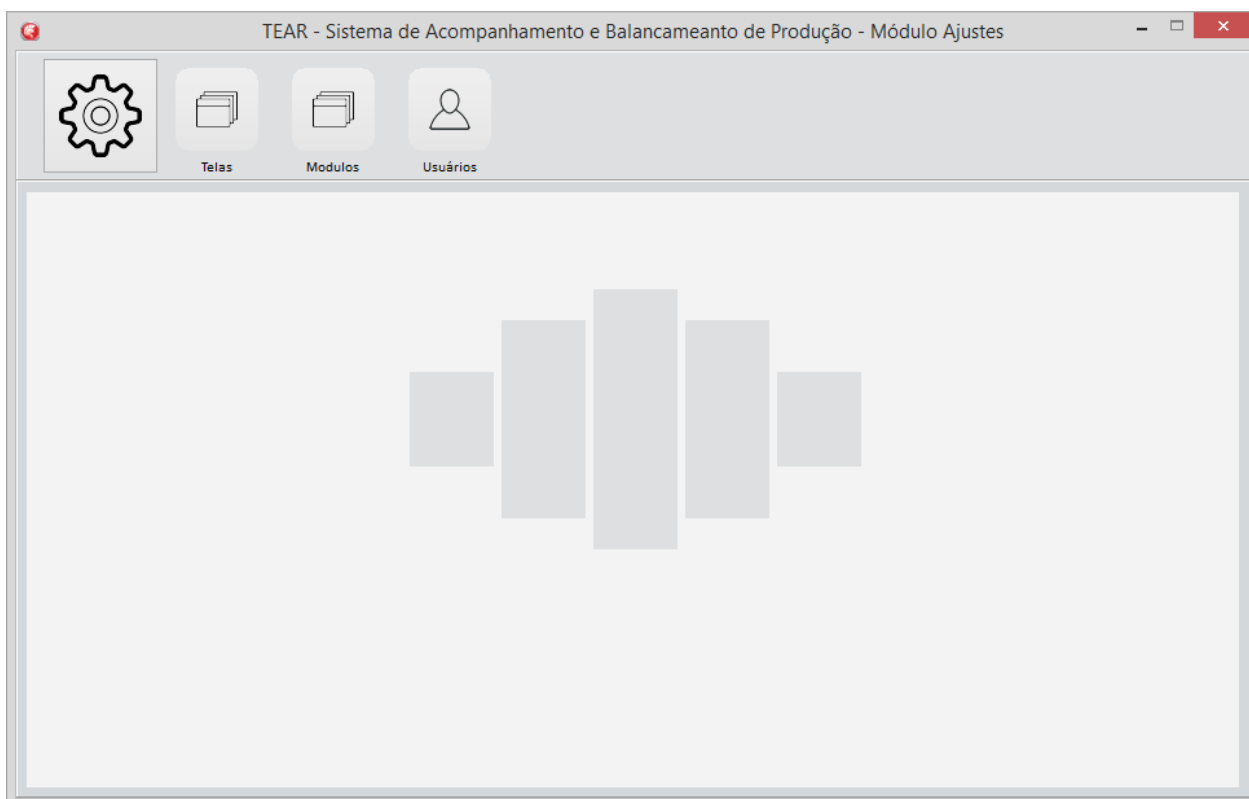 TEAR - Sistema de Acompanhamento e Balancameanto de Produção - Módulo Ajustes
Telas
Modulos
Usuários